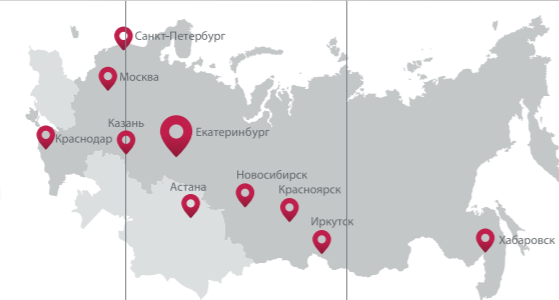 Санкт-Петербург
Москва
Казань
Краснодар
Екатеринбург
Новосибирск
Астана
Красноярск
Иркутск
Хабаровск